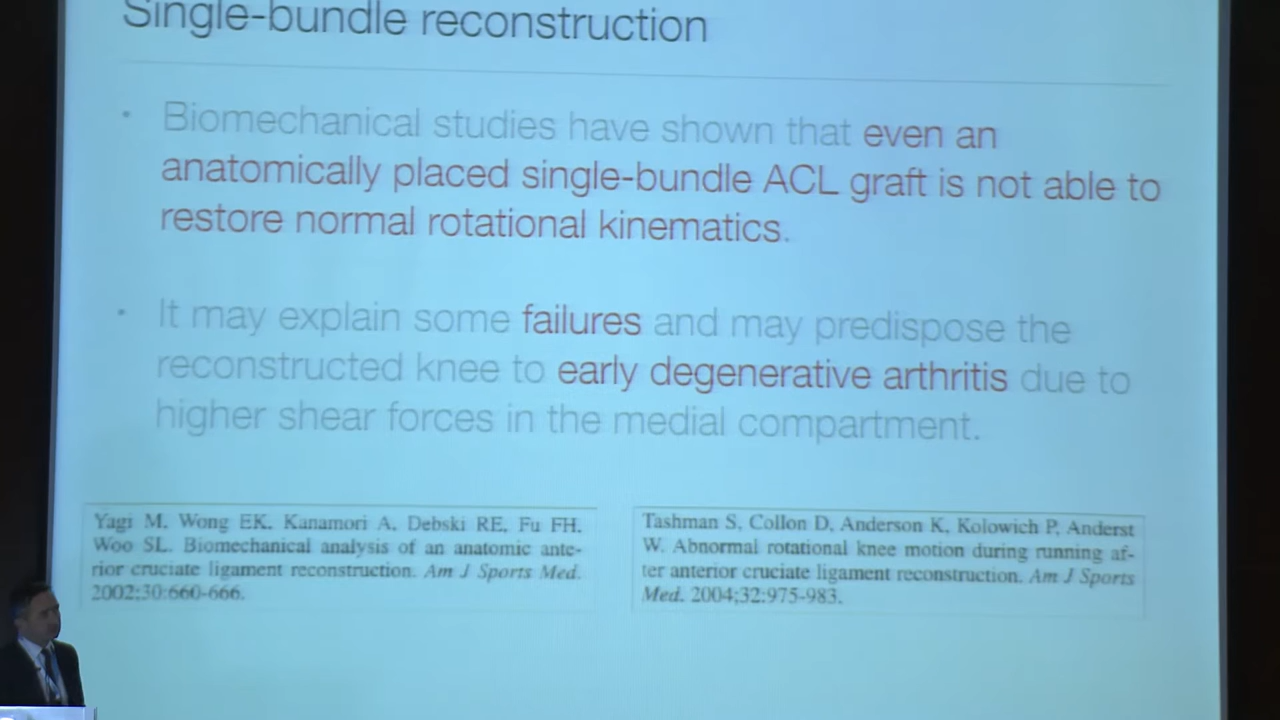 Single-bundle reconstruction
• Biomechanical studies have shown that even an
anatomically placed single-bundle ACL graft is not able to
restore normal rotational kinematics.
• It may explain some failures and may predispose the
reconstructed knee to early degenerative arthritis due to
higher shear forces in the medial compartment.
Yagi M, Wong EK, Kanamori A, Debski RE, Fu FH,
Woo SL. Biomechanical analysis of an anatomic ante-
rior cruciate ligament reconstruction. Am J Sports Med.
2002;30:660-666.
Tashman S, Collon D, Anderson K, Kolowich P, Anderst
W. Abnormal rotational knee motion during running af-
ter anterior cruciate ligament reconstruction. Am J Sports
Med. 2004;32:975-983.